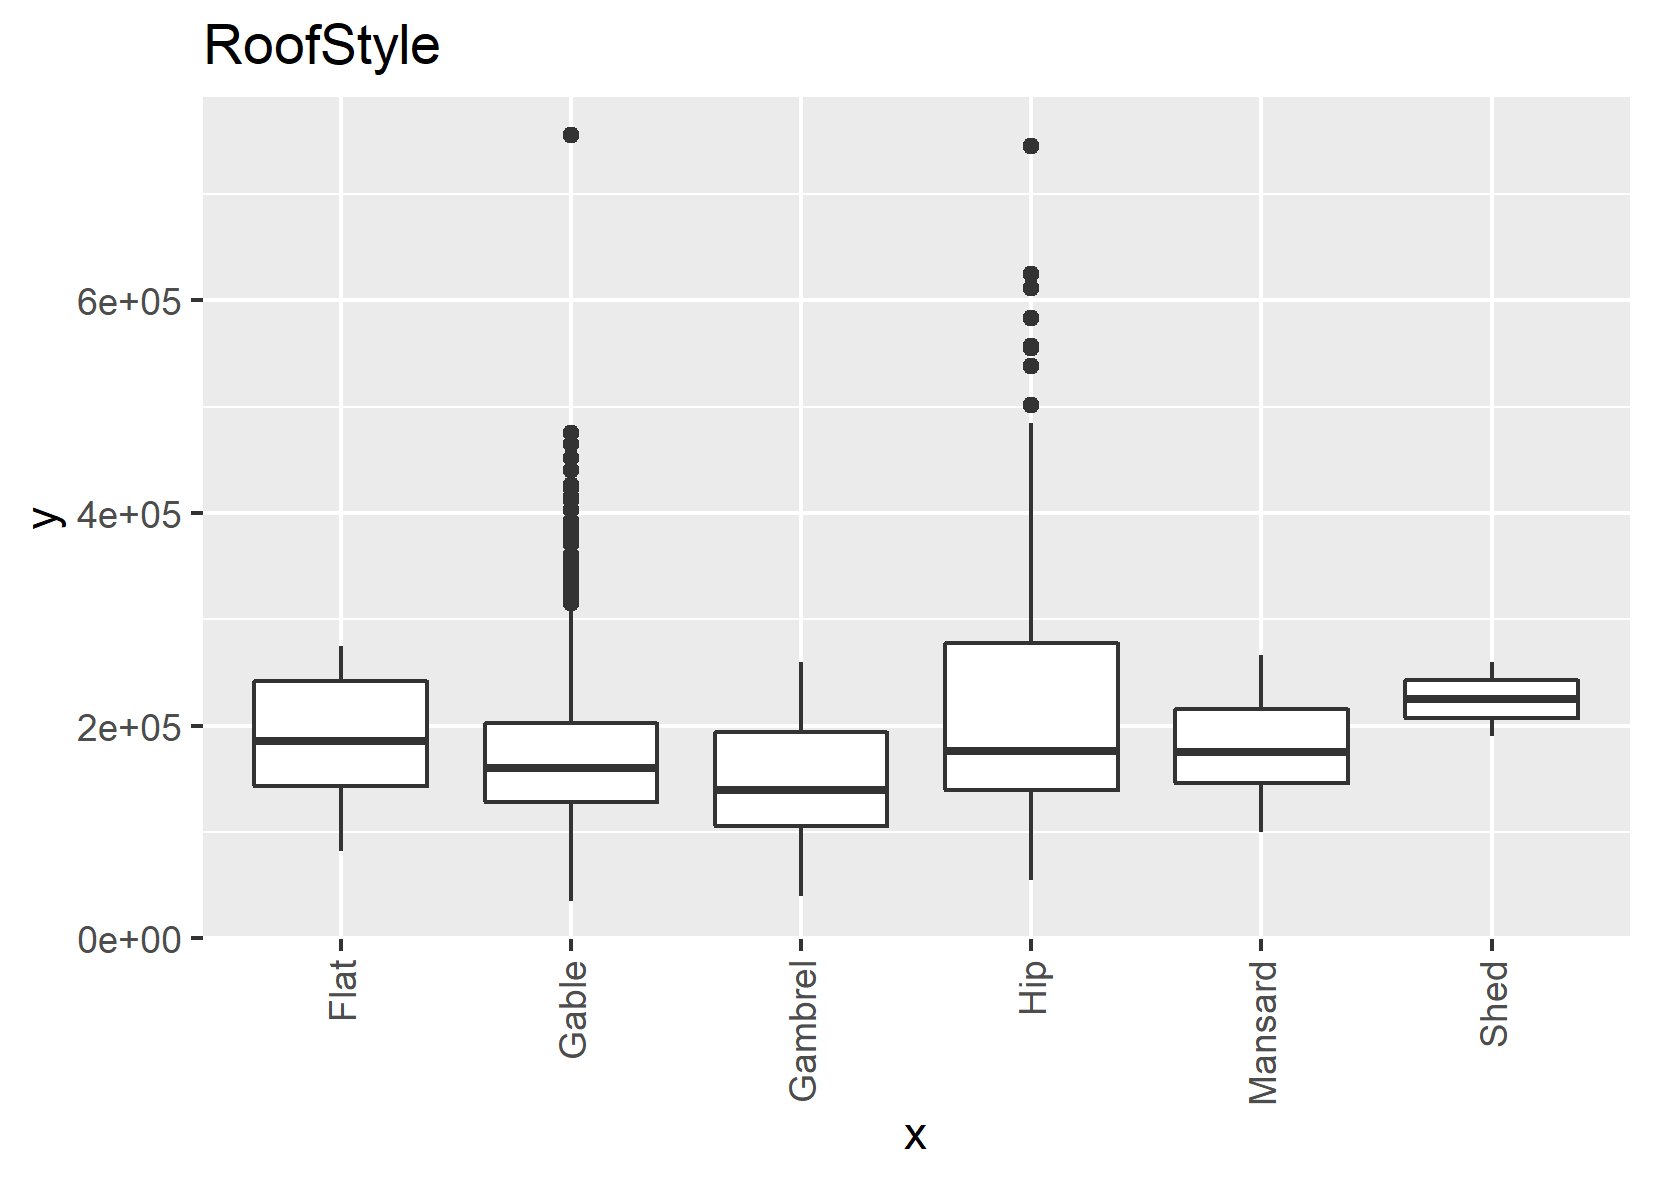 RoofStyle
y
6e+05
4e+05
2e+05
0e+00
Flat
Gable
Gambrel
Hip
Mansard
Shed
x